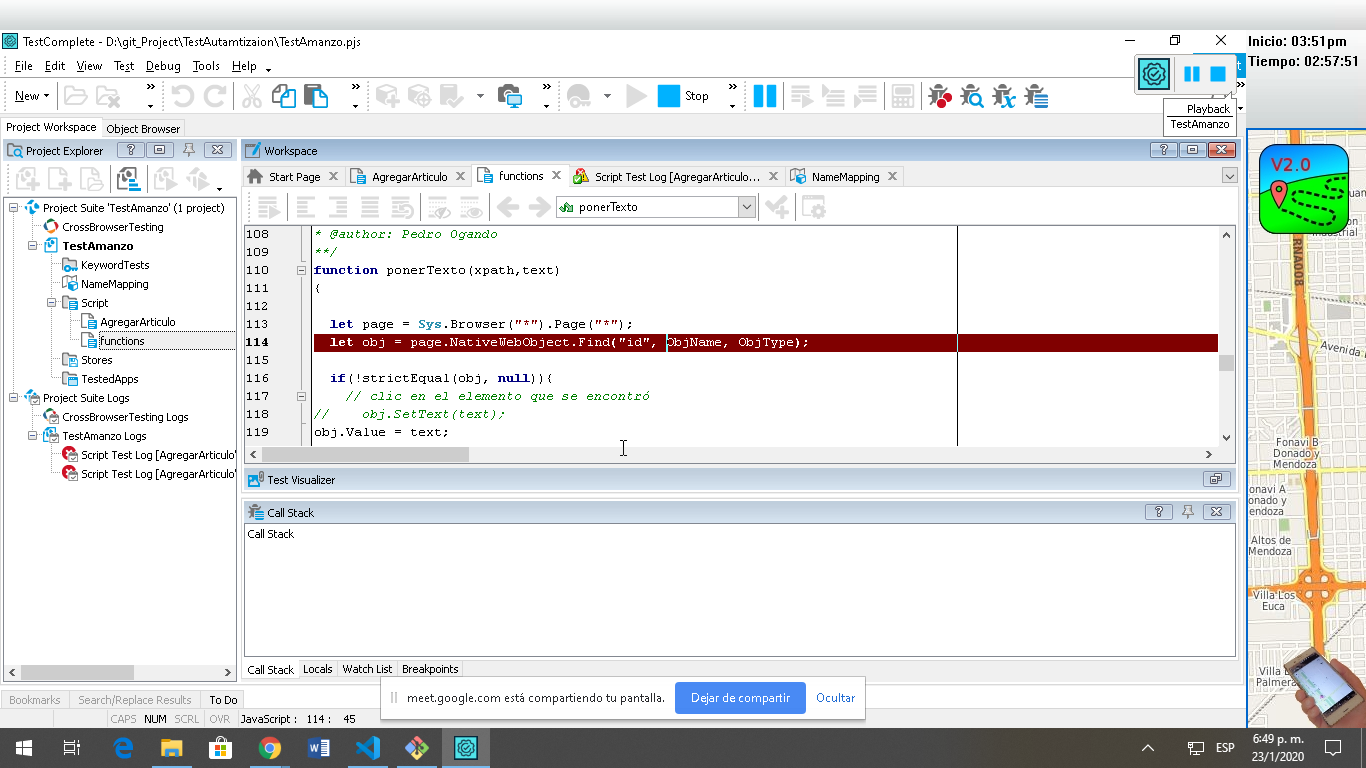 TestComplete - D:\git_Project\TestAutamtizaion\TestAmanzo.pjs
Inicio: 03:51pm
Tiempo: 02:57:51
File Edit View Test Debug Tools Help
New
Stop
Playback
TestAmanzo
Project Workspace Object Browser
Project Explorer
Workspace
Start Page
AgregarArticulo
functions
Script Test Log [AgregarArticulo...
NameMapping
ponerTexto
Project Suite 'TestAmanzo' (1 project)
CrossBrowserTesting
TestAmanzo
KeywordTests
NameMapping
Script
AgregarArticulo
functions
Stores
TestedApps
Project Suite Logs
CrossBrowserTesting Logs
TestAmanzo Logs
Script Test Log [AgregarArticulo'
Script Test Log [AgregarArticulo'
108 * @author: Pedro Ogando
109 **/
110 function ponerTexto(xpath,text)
111 {
112
113 let page = Sys.Browser("*").Page("*");
114 let obj = page.NativeWebObject.Find("id", ObjName, ObjType);
115
116 if(!strictEqual(obj, null)){
117 // clic en el elemento que se encontró
118 // obj.SetText(text);
119 obj.Value = text;
Test Visualizer
Call Stack
Call Stack
Call Stack Locals Watch List Breakpoints
Bookmarks Search/Replace Results To Do
CAPS NUM SCRL OVR JavaScript : 114 : 45
meet.google.com está compartiendo tu pantalla.
Dejar de compartir
Ocultar
V2.0
RNA008
Avenida
Fonavi B
Donado y
Mendoza
Fonavi A
Donado y
Mendoza
Altos de
Mendoza
Villa Los
Euca
Villa L
Palmera
ESP
6:49 p. m.
23/1/2020